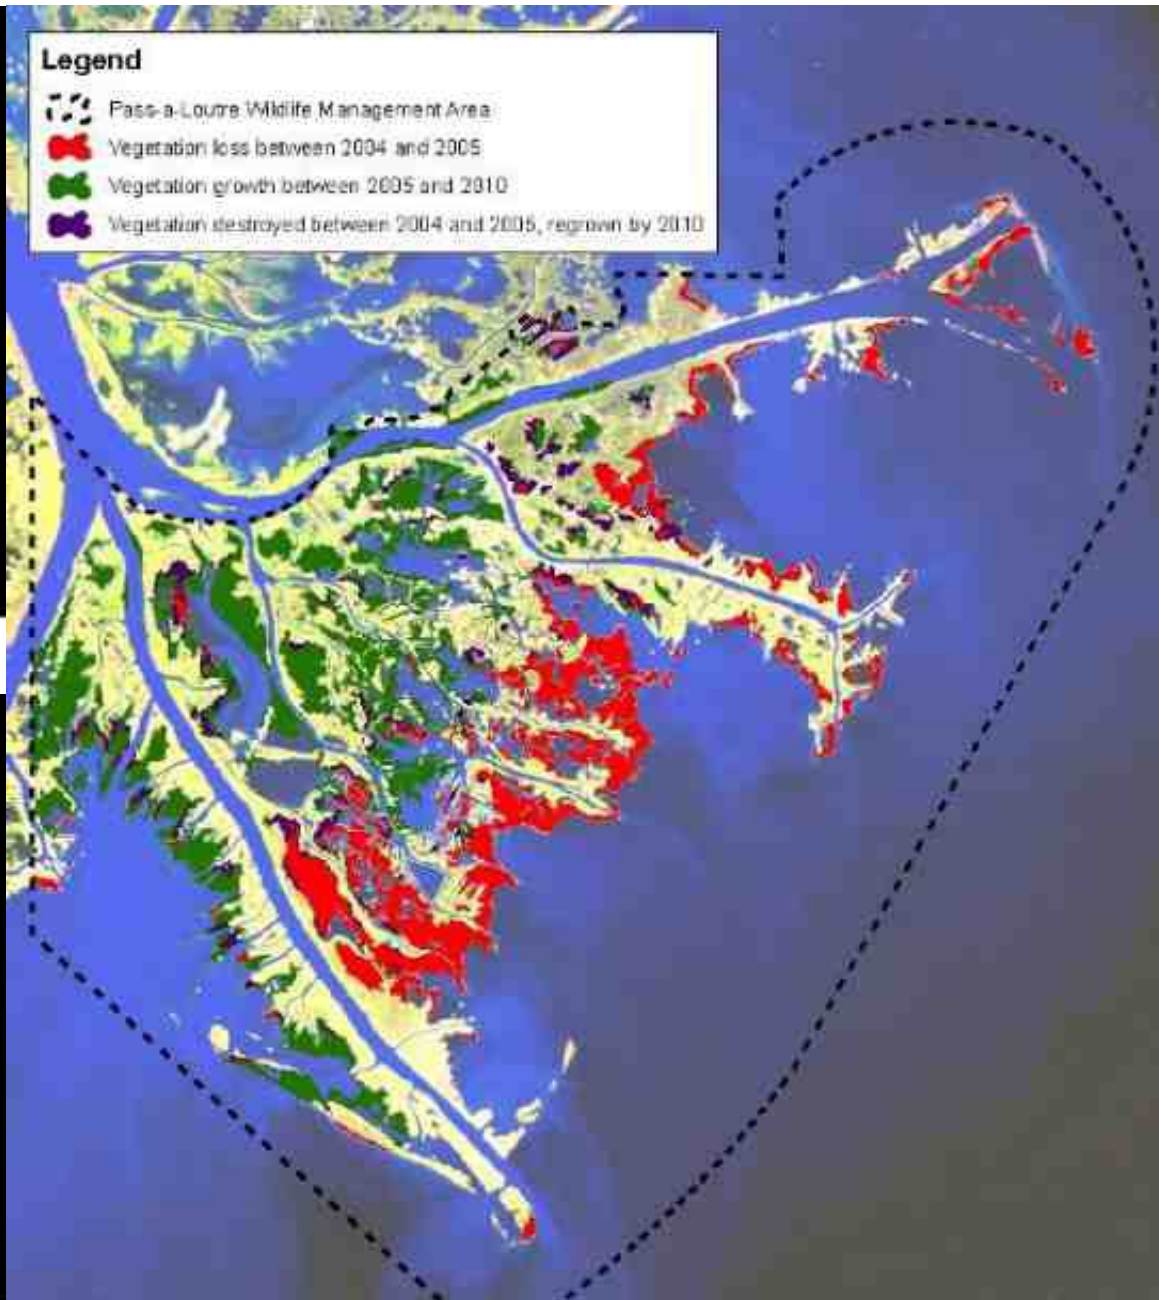 Legend
Pass-a-Loutre Wildlife Management Area
Vegetation loss between 2004 and 2005
Vegetation growth between 2005 and 2010
Vegetation destroyed between 2004 and 2005, regrown by 2010